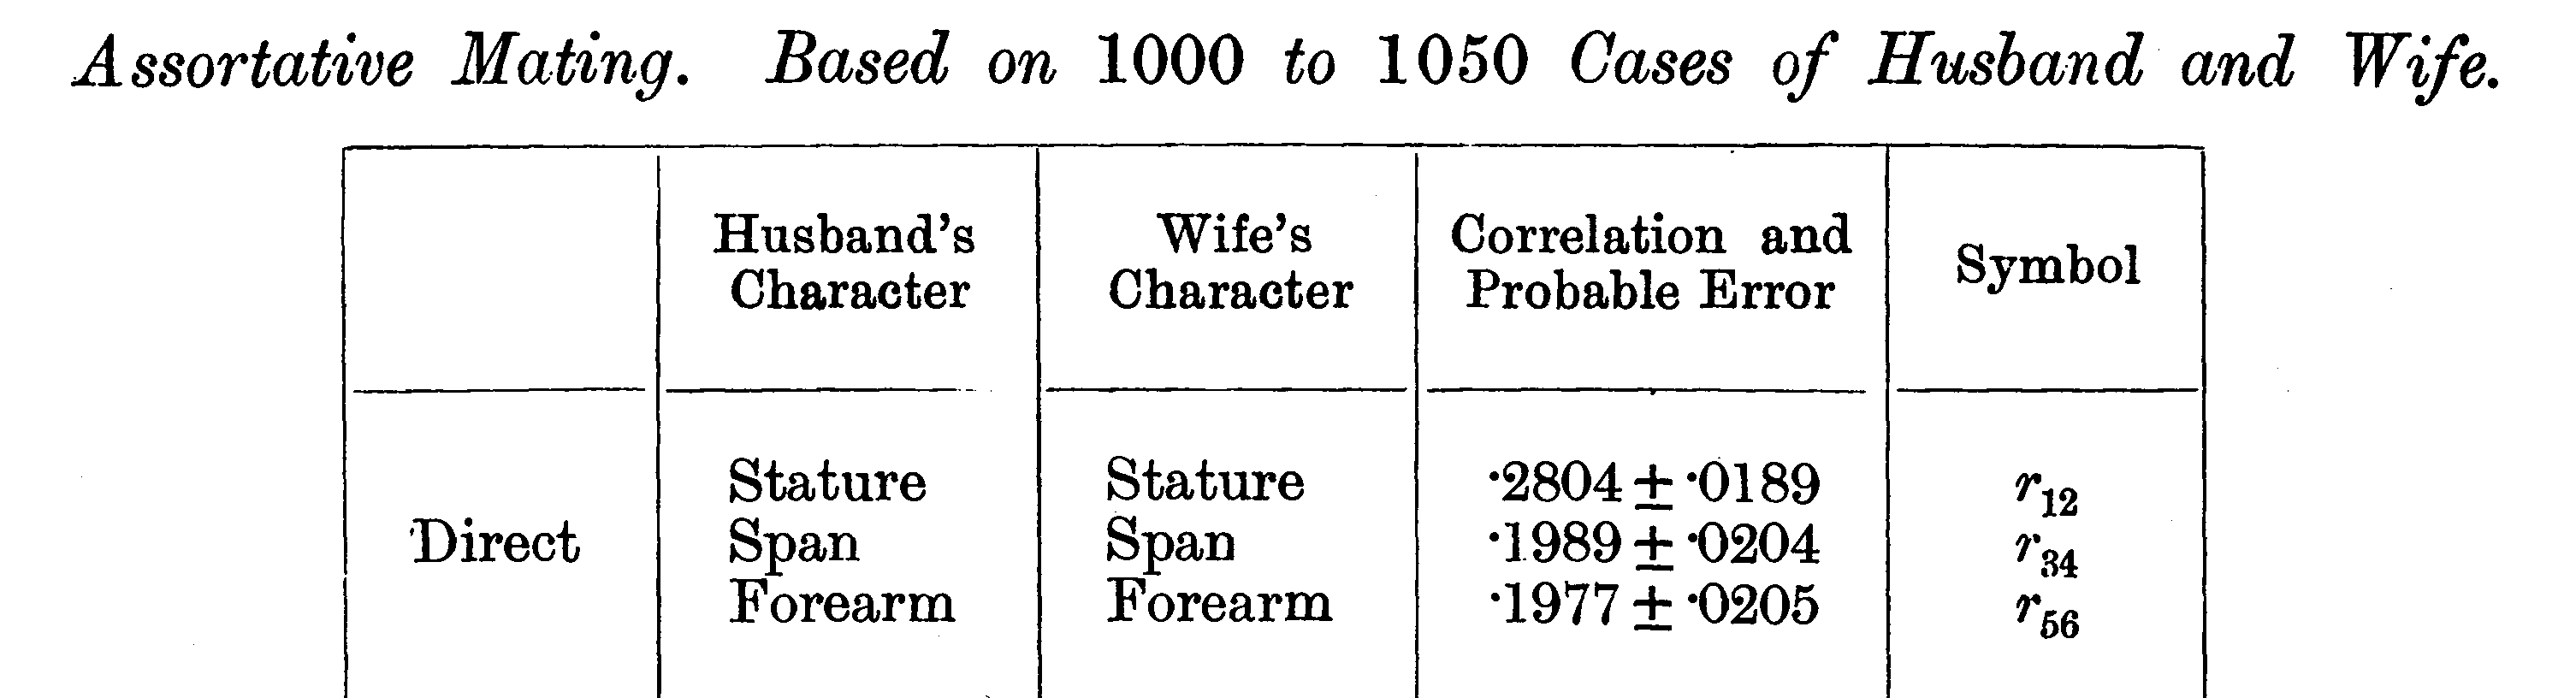 Assortative Mating. Based on 1000 to 1050 Cases of Husband and Wife.
Husband's Character Wife's Character Correlation and Probable Error Symbol
Stature Stature ·2804 ± ·0189 r12
Direct Span Span ·1989 ± ·0204 r34
Forearm Forearm ·1977 ± ·0205 r56